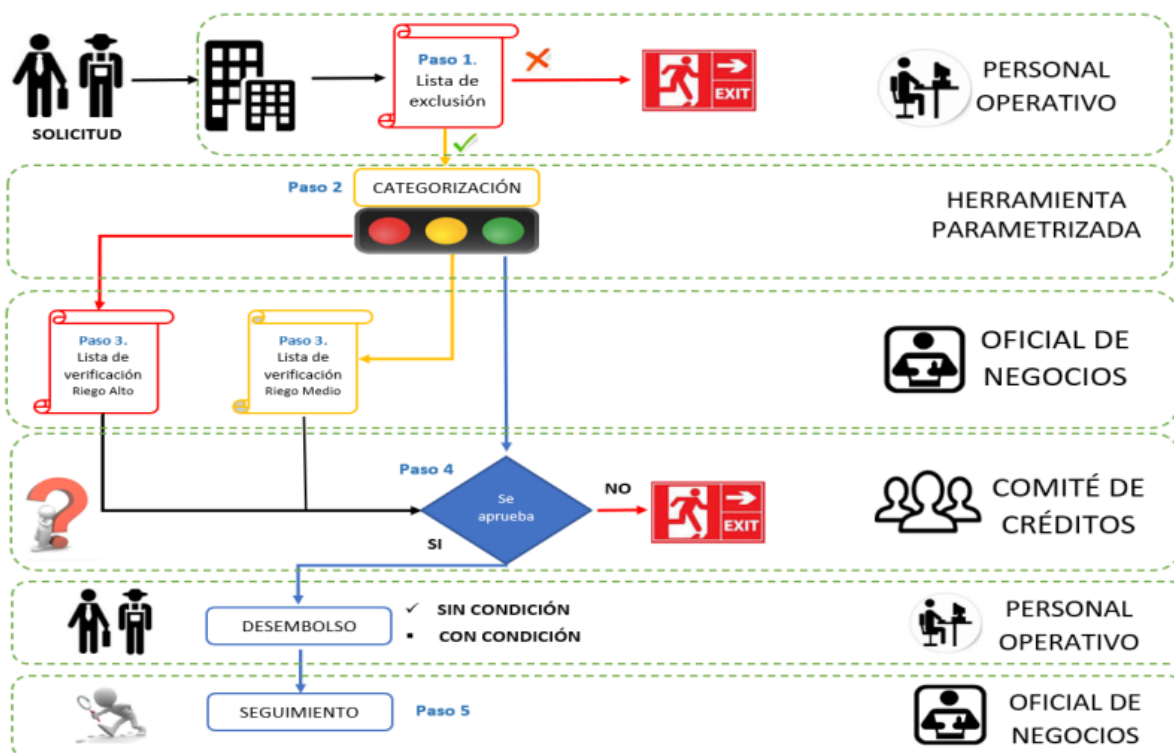 SOLICITUD
Paso 1.
Lista de
exclusión
EXIT
PERSONAL
OPERATIVO
Paso 2
CATEGORIZACIÓN
HERRAMIENTA
PARAMETRIZADA
Paso 3.
Lista de
verificación
Riego Alto
Paso 3.
Lista de
verificación
Riego Medio
OFICIAL DE
NEGOCIOS
Paso 4
Se
aprueba
NO
SI
EXIT
COMITÉ DE
CRÉDITOS
DESEMBOLSO
SIN CONDICIÓN
CON CONDICIÓN
PERSONAL
OPERATIVO
SEGUIMIENTO
Paso 5
OFICIAL DE
NEGOCIOS